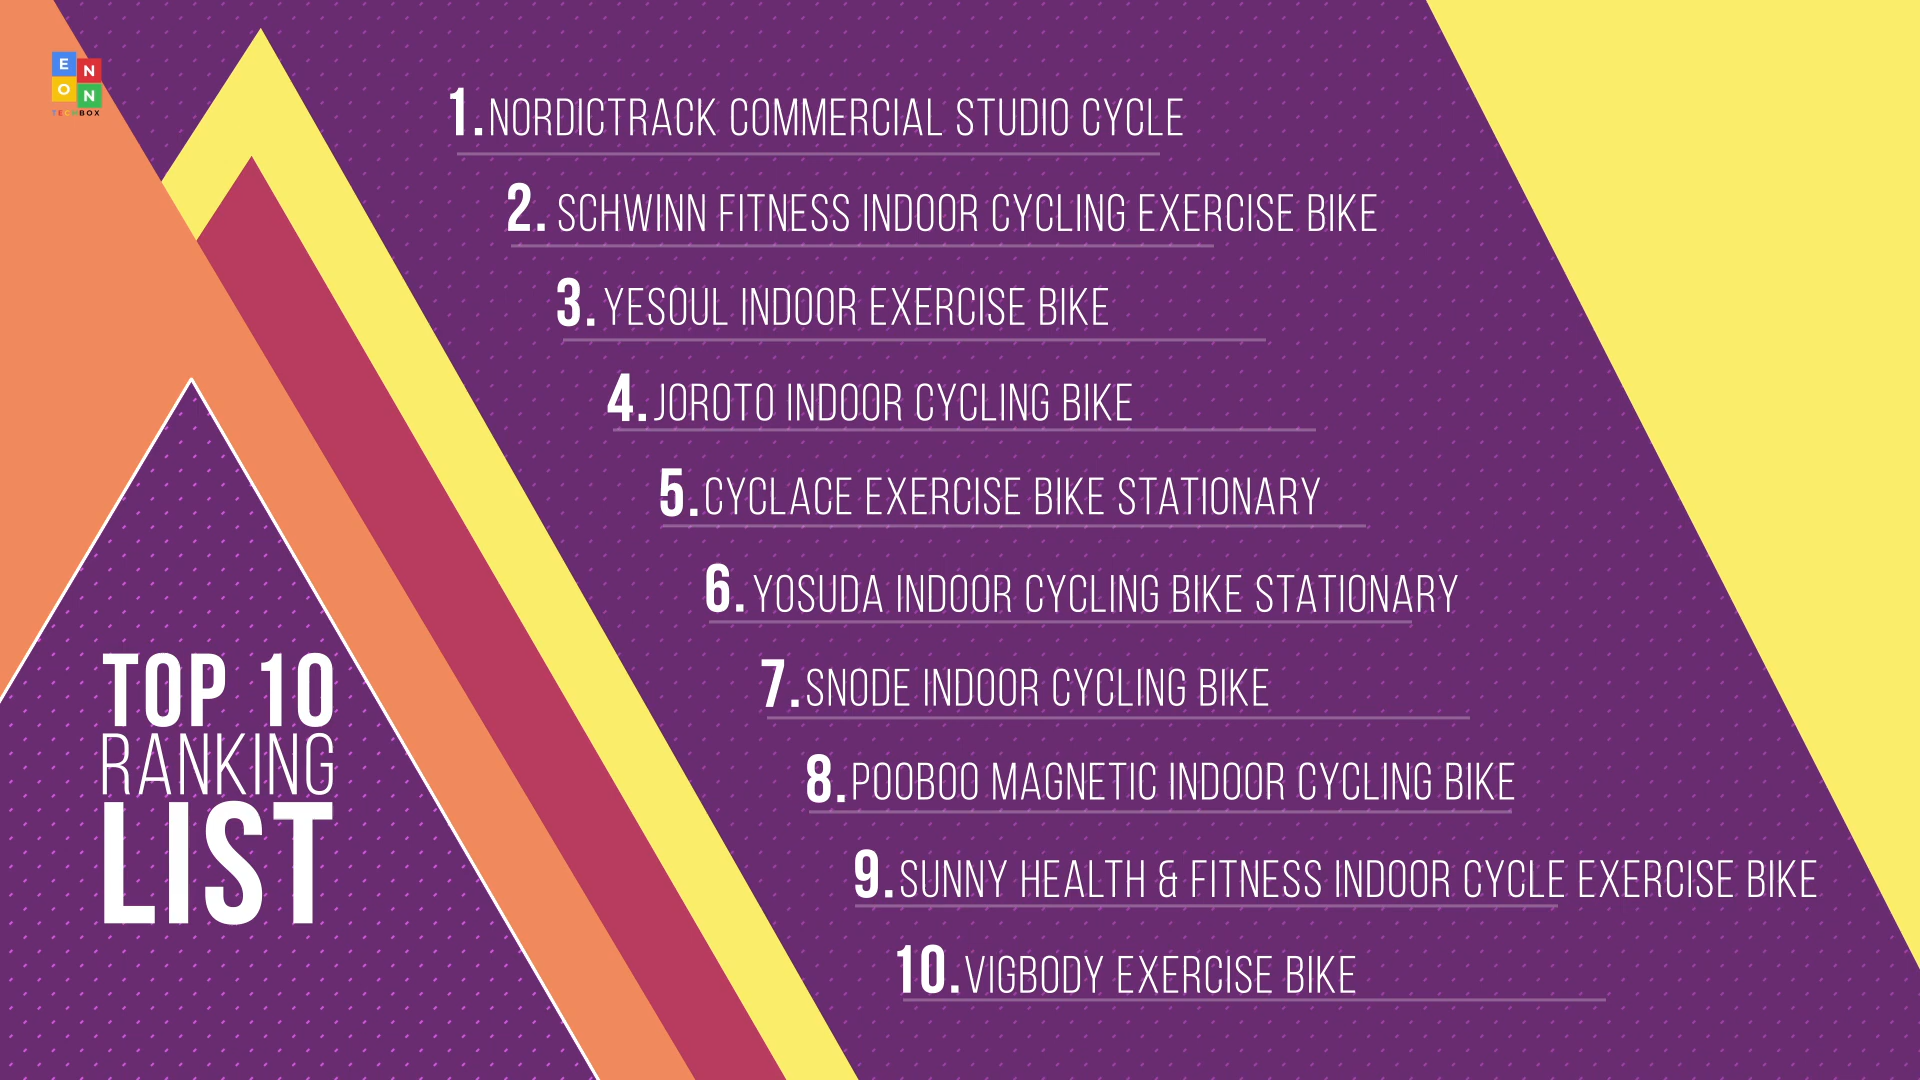 E N
O N
TECHBOX
1. NORDICTRACK COMMERCIAL STUDIO CYCLE
2. SCHWINN FITNESS INDOOR CYCLING EXERCISE BIKE
3. YESOUL INDOOR EXERCISE BIKE
4. JOROTO INDOOR CYCLING BIKE
5. CYCLACE EXERCISE BIKE STATIONARY
6. YOSUDA INDOOR CYCLING BIKE STATIONARY
7. SNODE INDOOR CYCLING BIKE
8. POOBOO MAGNETIC INDOOR CYCLING BIKE
9. SUNNY HEALTH & FITNESS INDOOR CYCLE EXERCISE BIKE
10. VIGBODY EXERCISE BIKE
TOP 10
RANKING
LIST